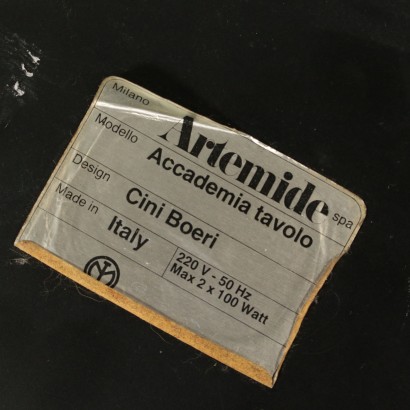 Milano Artemide spa
Modello Accademia tavolo
Design Cini Boeri
Made in Italy 220 V - 50 Hz
Max 2 x 100 Watt